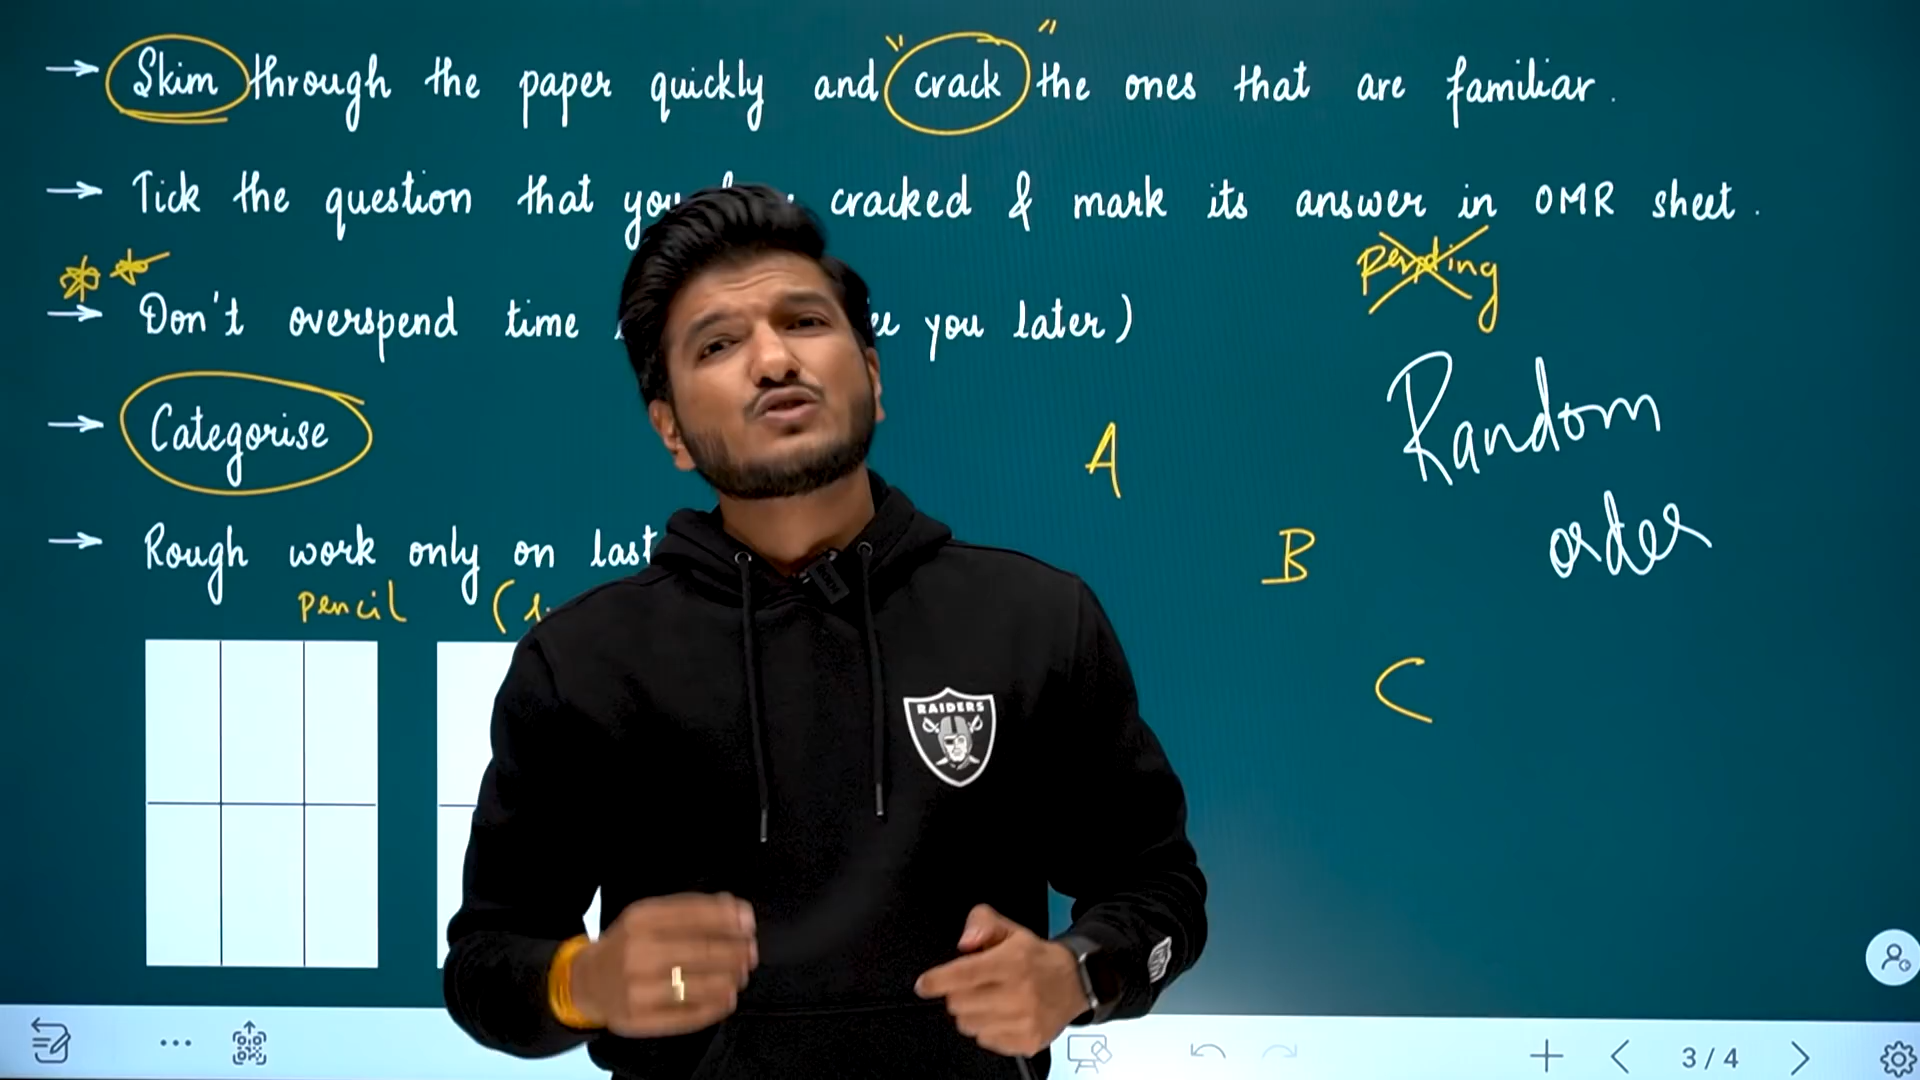 → Skim through the paper quickly and "crack" the ones that are familiar.
→ Tick the question that you cracked & mark its answer in OMR sheet.
pending
→ Don't overspend time you later)
→ Categorise
Random
order
A
B
C
→ Rough work only on last
pencil (
RAIDERS
3 / 4